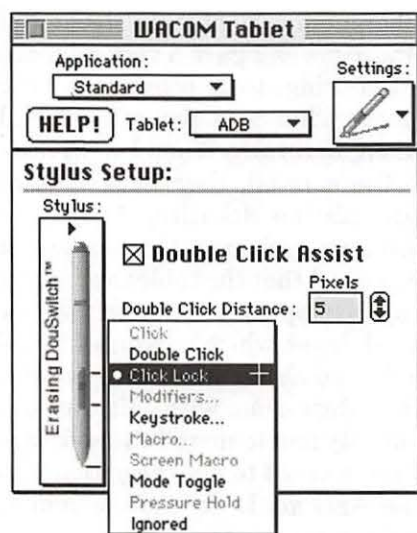 WACOM Tablet
Application:
Standard
Settings:
HELP! Tablet: ADB
Stylus Setup:
Stylus:
Erasing DouSwitch™
Double Click Assist
Pixels
Double Click Distance: 5
Click
Double Click
Click Lock
Modifiers...
Keystroke...
Macro...
Screen Macro
Mode Toggle
Pressure Hold
Ignored